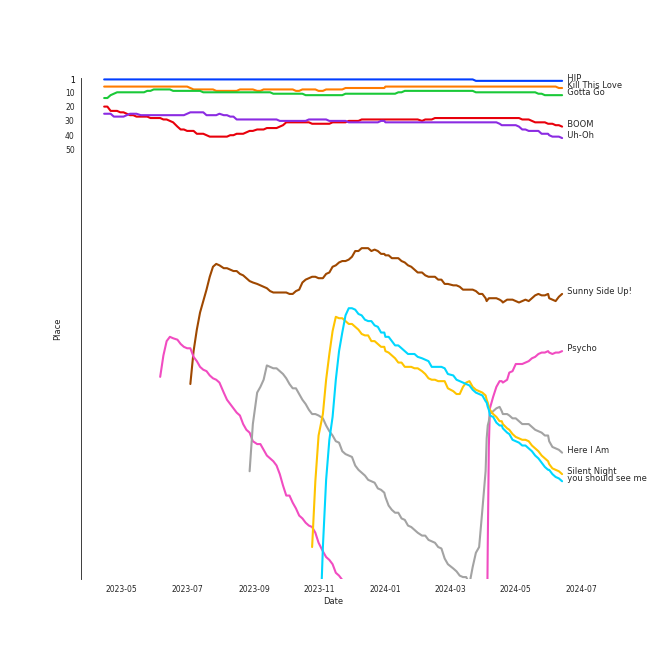 1
10
20
30
40
50
Place
HIP
Kill This Love
Gotta Go
BOOM
Uh-Oh
Sunny Side Up!
Psycho
Here I Am
Silent Night
you should see me
2023-05
2023-07
2023-09
2023-11
2024-01
2024-03
2024-05
2024-07
Date